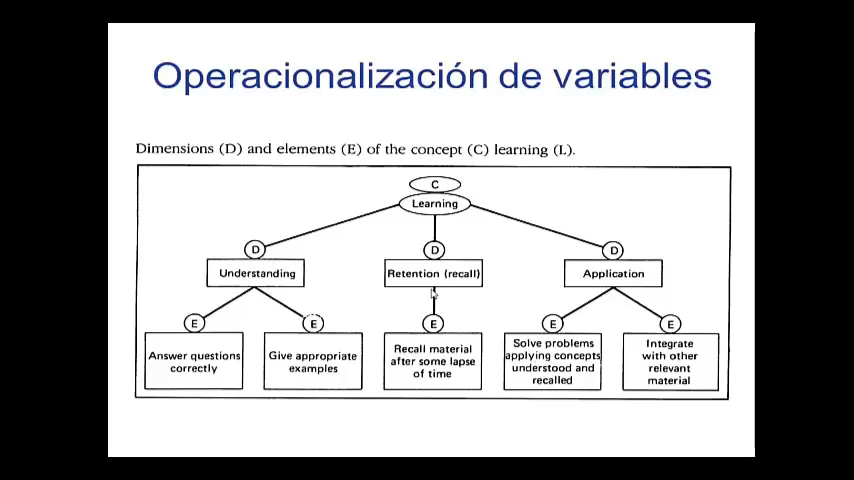 Operacionalización de variables
Dimensions (D) and elements (E) of the concept (C) learning (L).
C
Learning
D
D
D
Understanding
Retention (recall)
Application
E
E
E
E
E
Answer questions
correctly
Give appropriate
examples
Recall material
after some lapse
of time
Solve problems
applying concepts
understood and
recalled
Integrate
with other
relevant
material